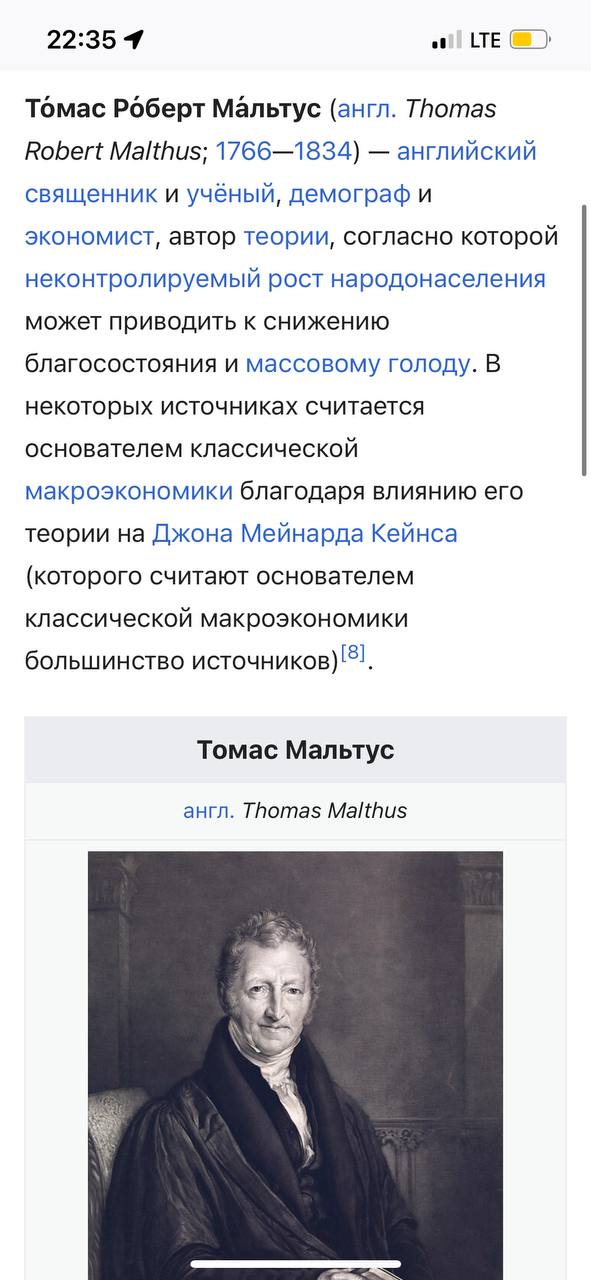 22:35
LTE
То́мас Ро́берт Ма́льтус (англ. Thomas
Robert Malthus; 1766—1834) — английский
священник и учёный, демограф и
экономист, автор теории, согласно которой
неконтролируемый рост народонаселения
может приводить к снижению
благосостояния и массовому голоду. В
некоторых источниках считается
основателем классической
макроэкономики благодаря влиянию его
теории на Джона Мейнарда Кейнса
(которого считают основателем
классической макроэкономики
большинство источников)[8].
Томас Мальтус
англ. Thomas Malthus